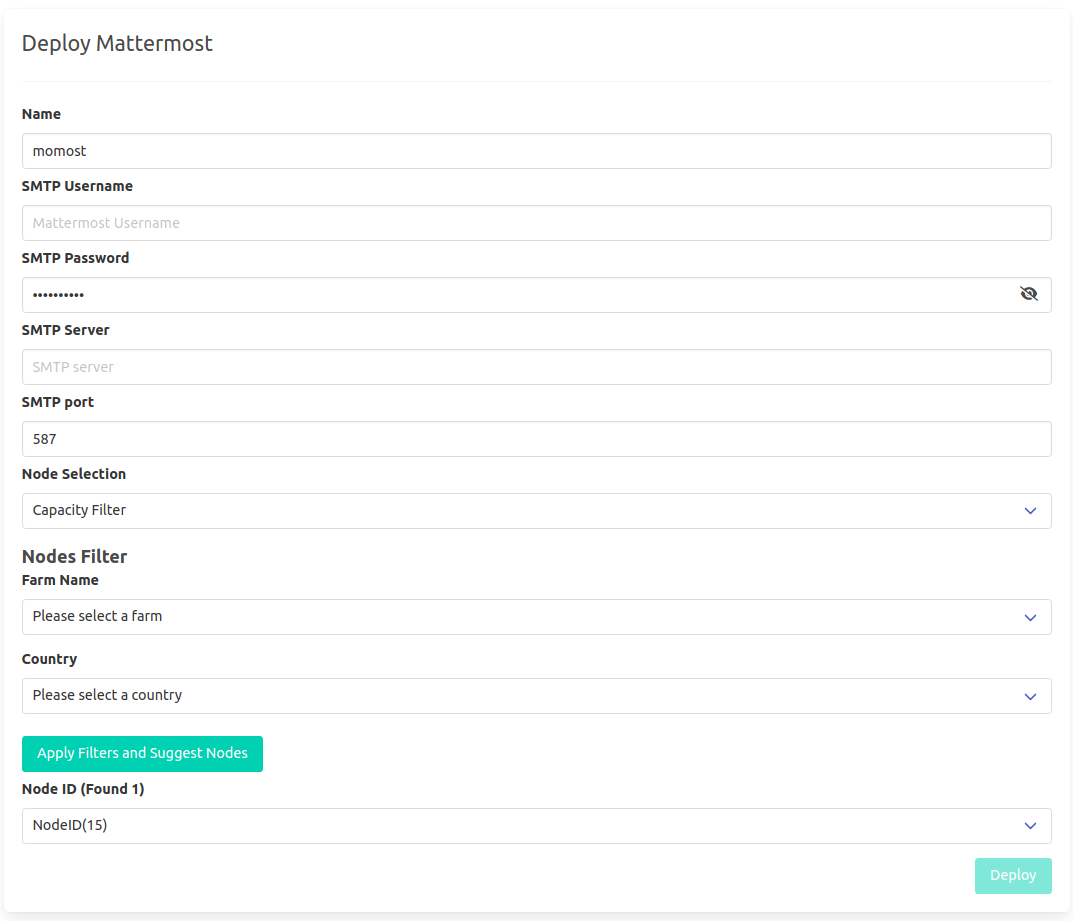 Deploy Mattermost
Name
momost
SMTP Username
Mattermost Username
SMTP Password
••••••••••
SMTP Server
SMTP server
SMTP port
587
Node Selection
Capacity Filter
Nodes Filter
Farm Name
Please select a farm
Country
Please select a country
Apply Filters and Suggest Nodes
Node ID (Found 1)
NodeID(15)
Deploy